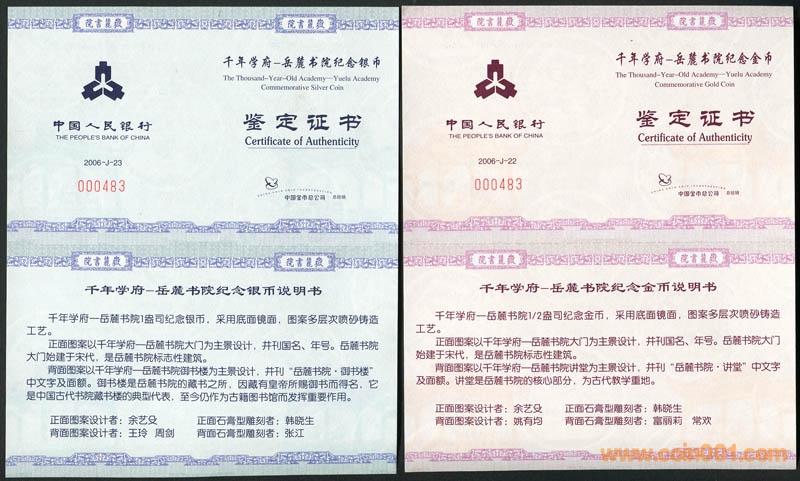 院書麓嶽 院書麓嶽
中国人民银行
THE PEOPLE'S BANK OF CHINA
2006-J-23
000483
千年学府—岳麓书院纪念银币
The Thousand-Year-Old Academy—Yuelu Academy
Commemorative Silver Coin
鉴定证书
Certificate of Authenticity
CHINA GOLD COIN INCORPORATION
中国金币总公司 总经销
院書麓嶽 院書麓嶽
千年学府—岳麓书院纪念银币说明书
千年学府—岳麓书院1盎司纪念银币，采用底面镜面，图案多层次喷砂铸造
工艺。
正面图案以千年学府—岳麓书院大门为主景设计，并刊国名、年号。岳麓书院
大门始建于宋代，是岳麓书院标志性建筑。
背面图案以千年学府—岳麓书院御书楼为主景设计，并刊“岳麓书院·御书楼”
中文字及面额。御书楼是岳麓书院的藏书之所，因藏有皇帝所赐御书而得名，它
是中国古代书院藏书楼的典型代表，至今仍作为古籍图书馆而发挥重要作用。
正面图案设计者：余艺殳 正面石膏型雕刻者：韩晓生
背面图案设计者：王玲 周剑 背面石膏型雕刻者：张江
院書麓嶽 院書麓嶽
中国人民银行
THE PEOPLE'S BANK OF CHINA
2006-J-22
000483
千年学府—岳麓书院纪念金币
The Thousand-Year-Old Academy—Yuelu Academy
Commemorative Gold Coin
鉴定证书
Certificate of Authenticity
CHINA GOLD COIN INCORPORATION
中国金币总公司 总经销
院書麓嶽 院書麓嶽
千年学府—岳麓书院纪念金币说明书
千年学府—岳麓书院1/2盎司纪念金币，采用底面镜面，图案多层次喷砂铸造
工艺。
正面图案以千年学府—岳麓书院大门为主景设计，并刊国名、年号。岳麓书院大门
始建于宋代，是岳麓书院标志性建筑。
背面图案以千年学府—岳麓书院讲堂为主景设计，并刊“岳麓书院·讲堂”中文字
及面额。讲堂是岳麓书院的核心部分，为古代教学重地。
正面图案设计者：余艺殳 正面石膏型雕刻者：韩晓生
背面图案设计者：姚有均 背面石膏型雕刻者：富丽莉 常欢
www.coin001.com